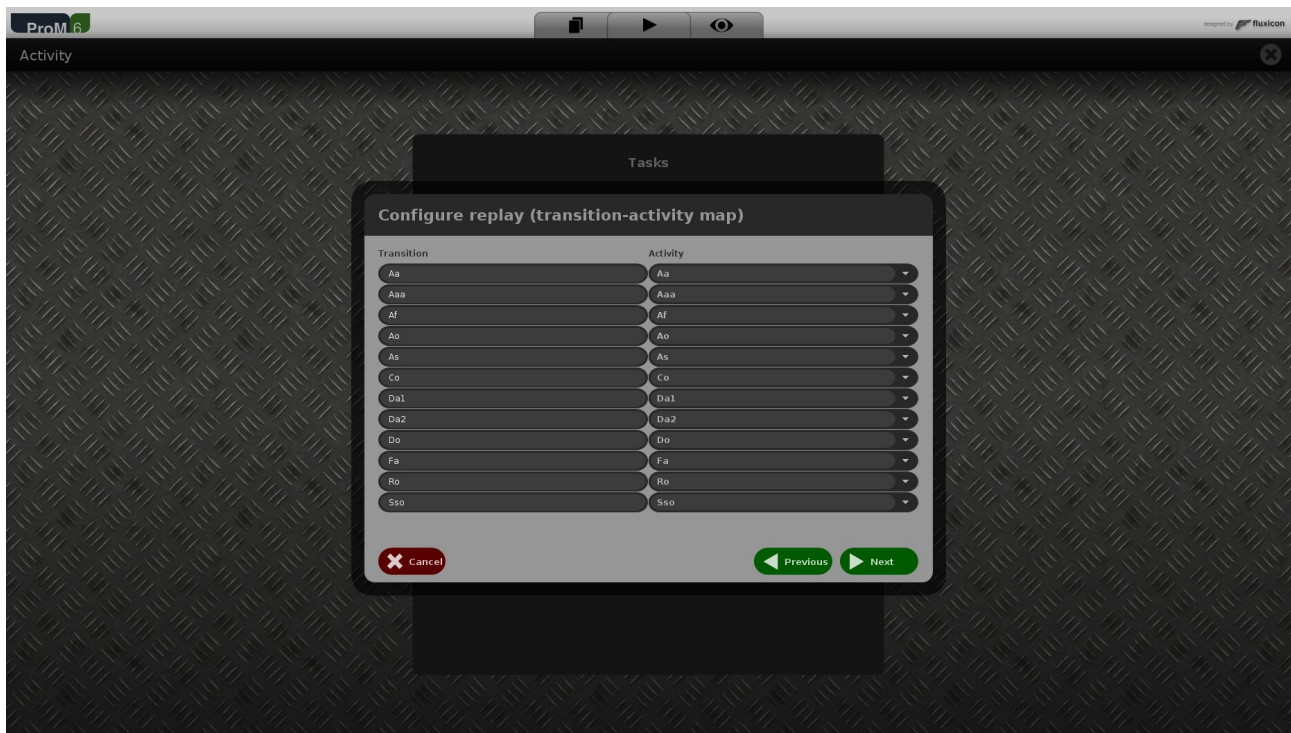 ProM 6
designed by fluxicon
Activity
Tasks
Configure replay (transition-activity map)
Transition Activity
Aa Aa
Aaa Aaa
Af Af
Ao Ao
As As
Co Co
Da1 Da1
Da2 Da2
Do Do
Fa Fa
Ro Ro
Sso Sso
Cancel Previous Next